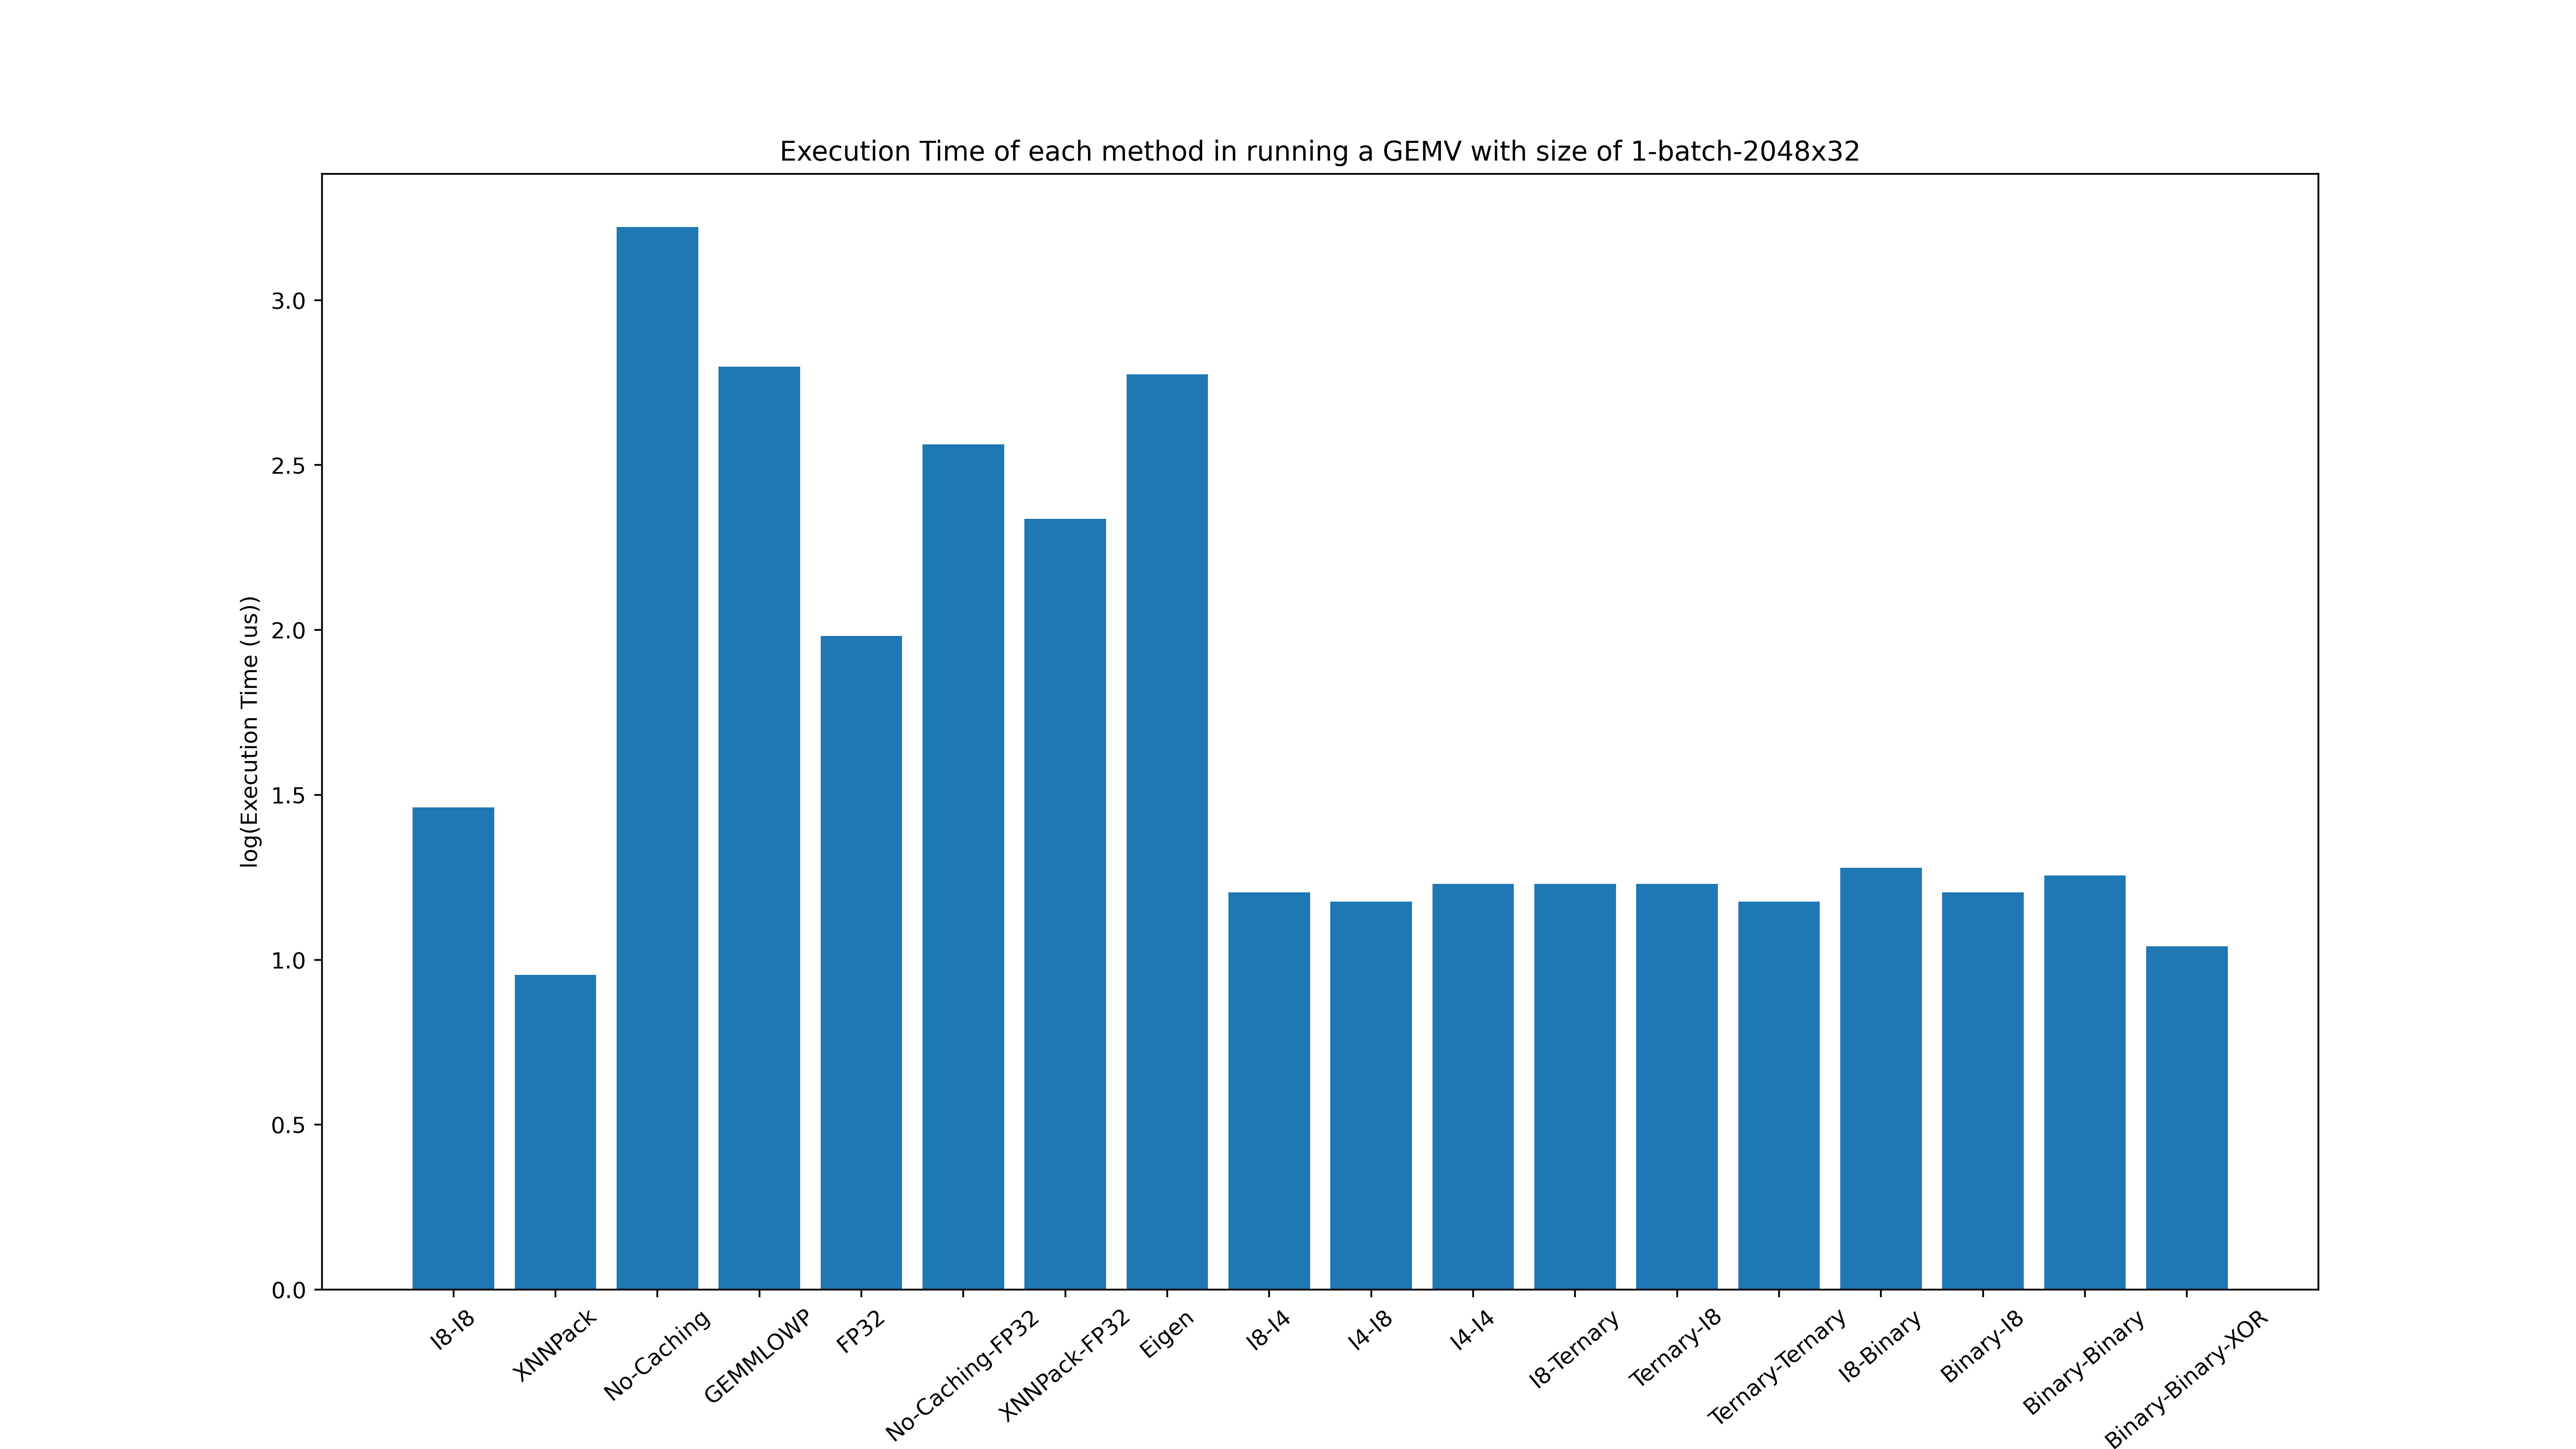 Execution Time of each method in running a GEMV with size of 1-batch-2048x32
log(Execution Time (us))
3.0
2.5
2.0
1.5
1.0
0.5
0.0
I8-I8
XNNPack
No-Caching
GEMMLOWP
FP32
No-Caching-FP32
XNNPack-FP32
Eigen
I8-I4
I4-I8
I4-I4
I8-Ternary
Ternary-I8
Ternary-Ternary
I8-Binary
Binary-I8
Binary-Binary
Binary-Binary-XOR